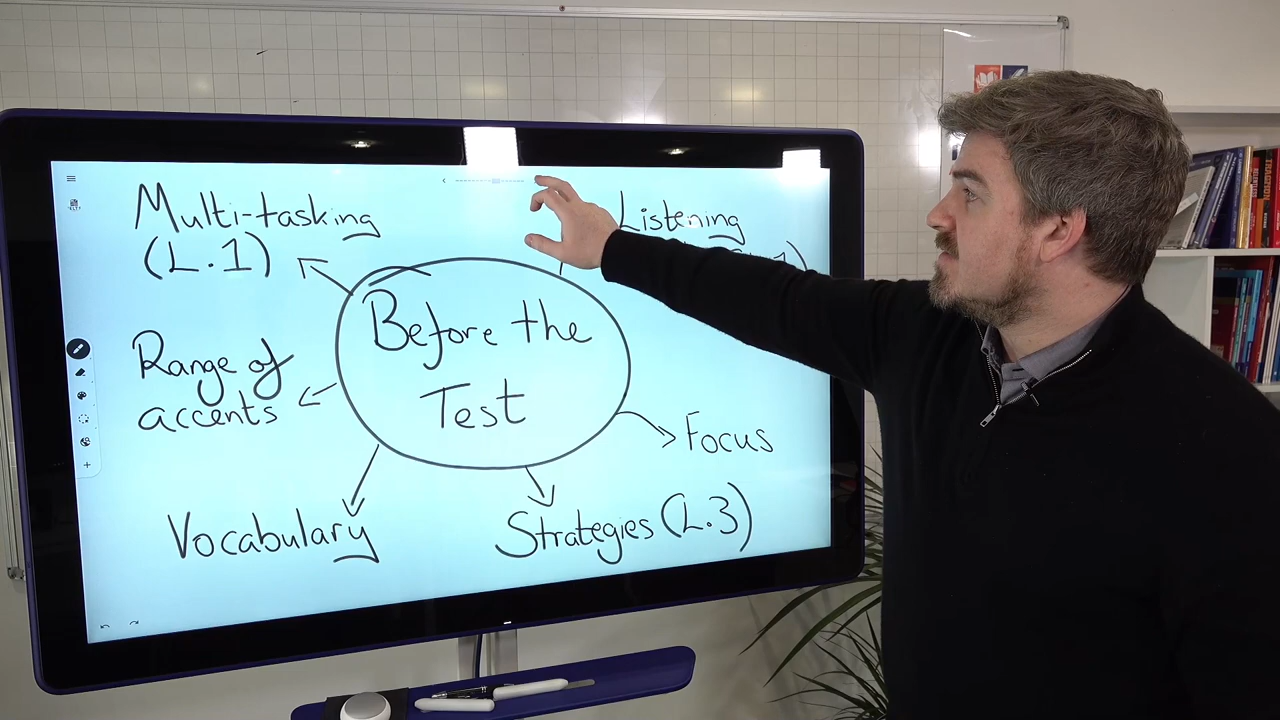 Multi-tasking
(L.1)
Listening
Before the
Test
Range of
accents
Focus
Vocabulary
Strategies (L.3)